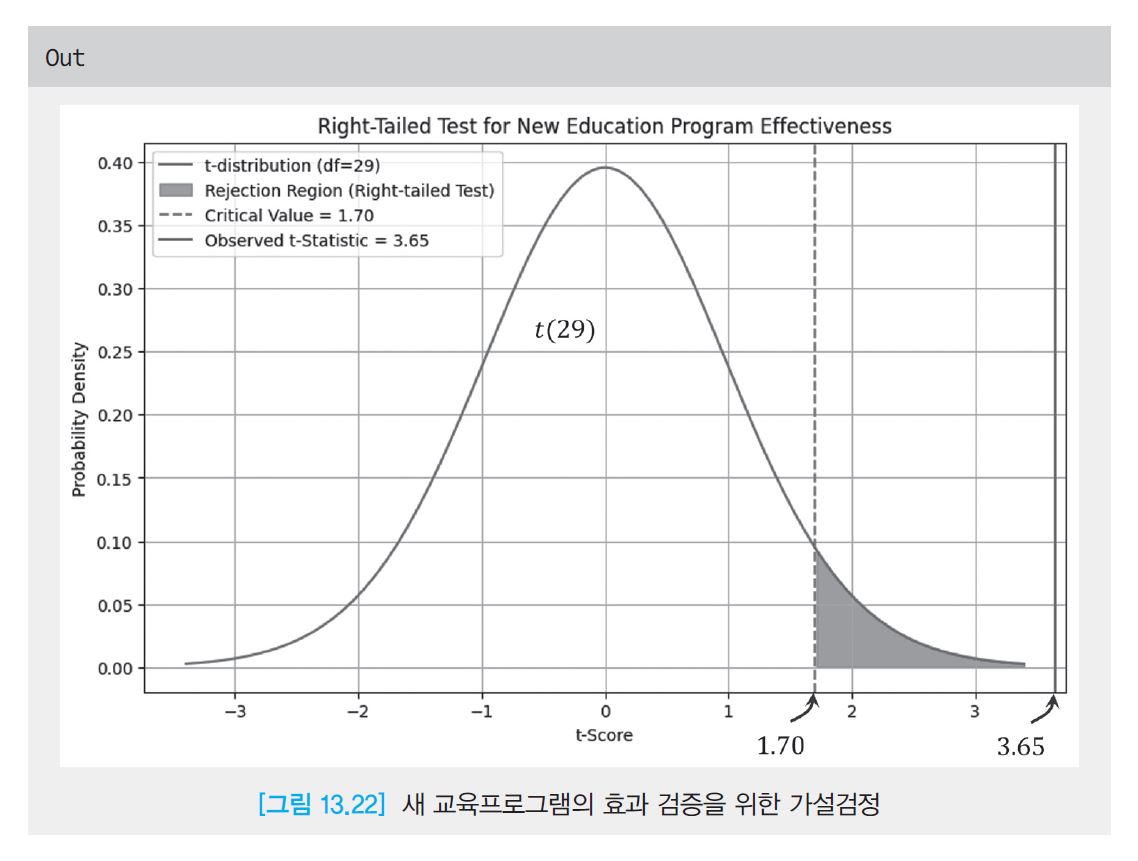 Out
Right-Tailed Test for New Education Program Effectiveness
t-distribution (df=29)
Rejection Region (Right-tailed Test)
Critical Value = 1.70
Observed t-Statistic = 3.65
0.40
0.35
0.30
0.25
0.20
0.15
0.10
0.05
0.00
Probability Density
t(29)
−3 −2 −1 0 1 2 3
t-Score
1.70 3.65
[그림 13.22] 새 교육프로그램의 효과 검증을 위한 가설검정